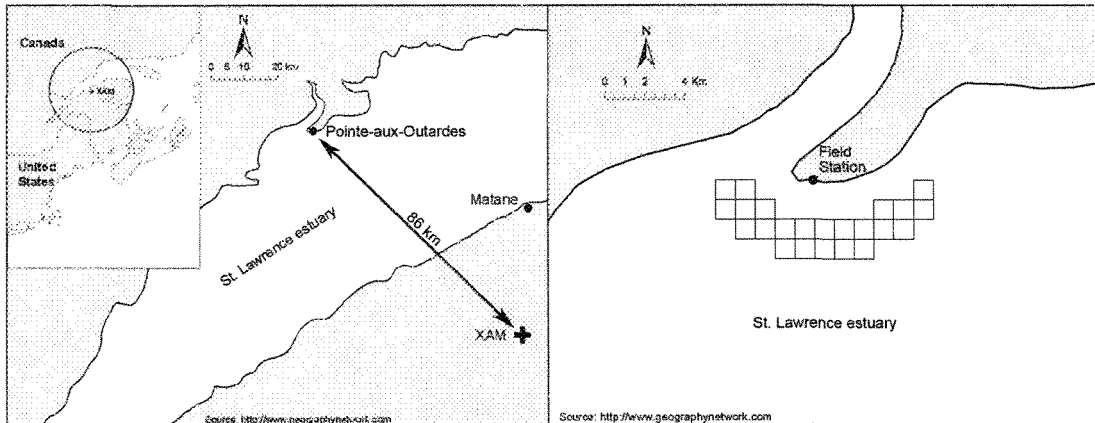 Canada
XAM
United
States
N
0 5 10 20 km
Pointe-aux-Outardes
Matane
86 km
St. Lawrence estuary
XAM
Source: http://www.geographynetwork.com
N
0 1 2 4 Km
Field
Station
St. Lawrence estuary
Source: http://www.geographynetwork.com